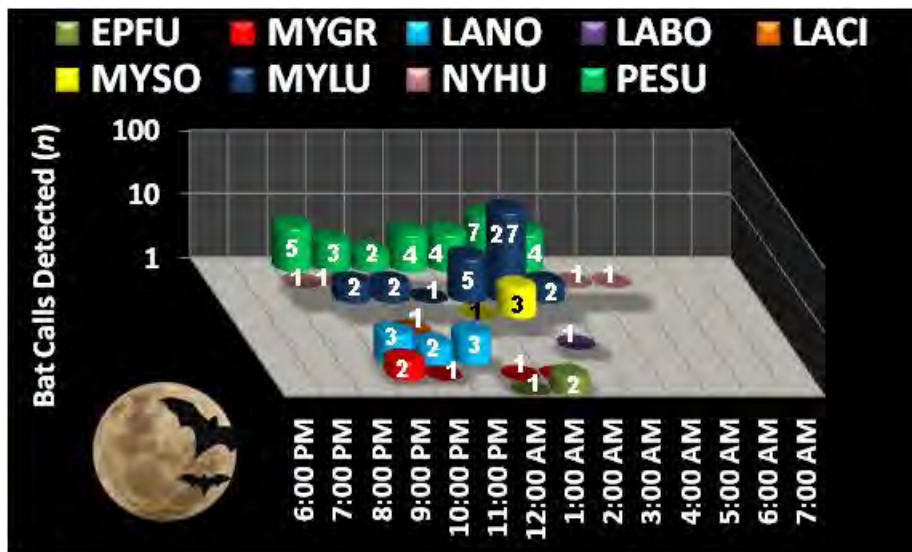 EPFU MYGR LANO LABO LACI
MYSO MYLU NYHU PESU
Bat Calls Detected (n)
100
10
1
5 3 2 4 4 7 27 4
1 1 2 2 1 5 2 1 1
1 3
1 3 2 3 1
2 1 1 1 2
6:00 PM
7:00 PM
8:00 PM
9:00 PM
10:00 PM
11:00 PM
12:00 AM
1:00 AM
2:00 AM
3:00 AM
4:00 AM
5:00 AM
6:00 AM
7:00 AM